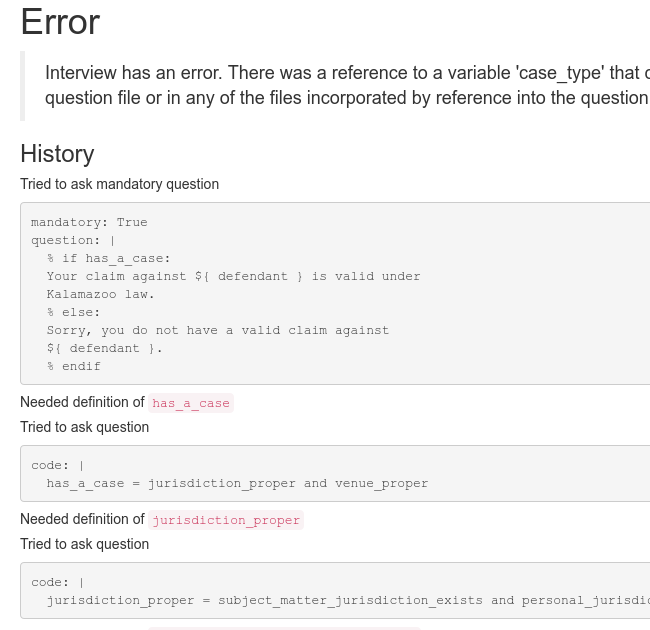 Error
Interview has an error. There was a reference to a variable 'case_type' that
question file or in any of the files incorporated by reference into the question
History
Tried to ask mandatory question
mandatory: True
question: |
  % if has_a_case:
  Your claim against ${ defendant } is valid under
  Kalamazoo law.
  % else:
  Sorry, you do not have a valid claim against
  ${ defendant }.
  % endif
Needed definition of has_a_case
Tried to ask question
code: |
  has_a_case = jurisdiction_proper and venue_proper
Needed definition of jurisdiction_proper
Tried to ask question
code: |
  jurisdiction_proper = subject_matter_jurisdiction_exists and